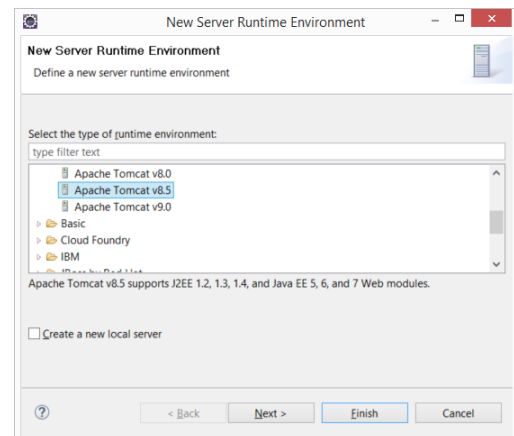 New Server Runtime Environment
New Server Runtime Environment
Define a new server runtime environment
Select the type of runtime environment:
type filter text
Apache Tomcat v8.0
Apache Tomcat v8.5
Apache Tomcat v9.0
Basic
Cloud Foundry
IBM
Apache Tomcat v8.5 supports J2EE 1.2, 1.3, 1.4, and Java EE 5, 6, and 7 Web modules.
Create a new local server
< Back Next > Finish Cancel